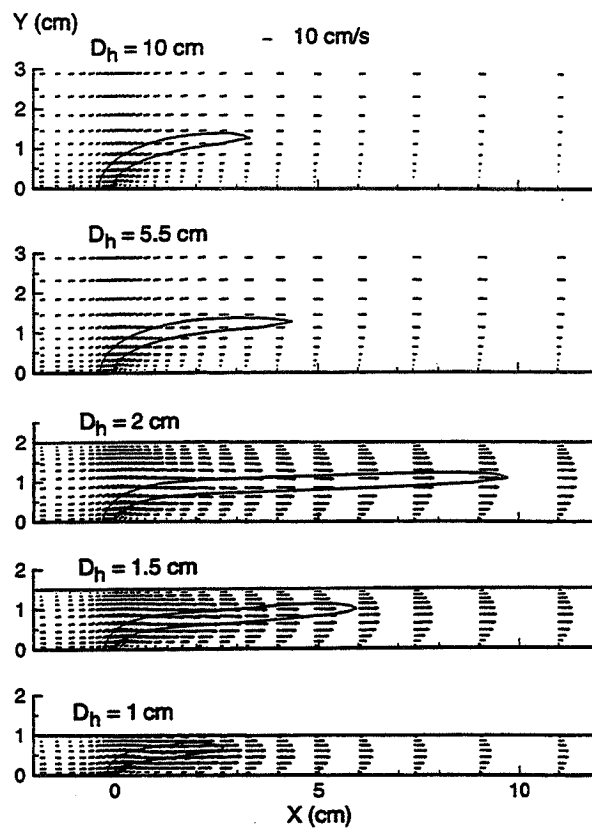 Y (cm)
D_h = 10 cm
10 cm/s
3
2
1
0
D_h = 5.5 cm
3
2
1
0
D_h = 2 cm
2
1
0
D_h = 1.5 cm
2
1
0
D_h = 1 cm
2
1
0
0 5 10
X (cm)